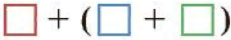 □ + (□ + □)